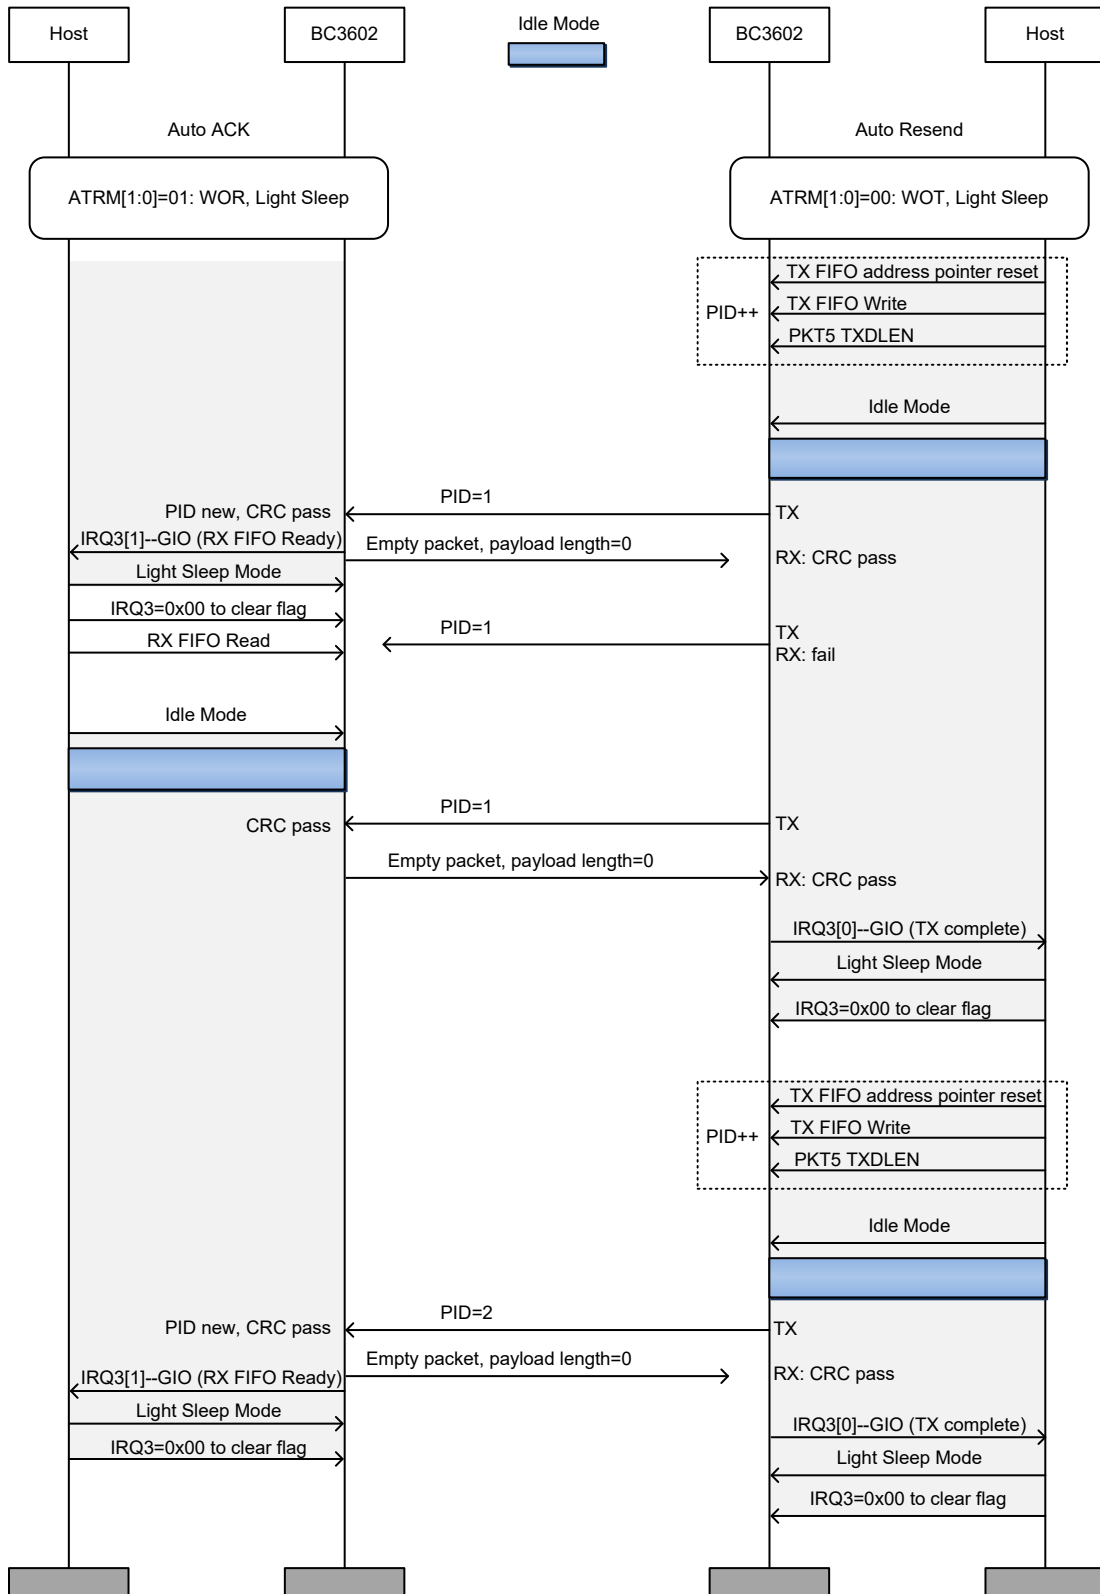 Host
BC3602
Idle Mode
BC3602
Host
Auto ACK
Auto Resend
ATRM[1:0]=01: WOR, Light Sleep
ATRM[1:0]=00: WOT, Light Sleep
TX FIFO address pointer reset
PID++
TX FIFO Write
PKT5 TXDLEN
Idle Mode
PID=1
PID new, CRC pass
TX
IRQ3[1]--GIO (RX FIFO Ready)
Empty packet, payload length=0
RX: CRC pass
Light Sleep Mode
IRQ3=0x00 to clear flag
PID=1
TX
RX FIFO Read
RX: fail
Idle Mode
PID=1
CRC pass
TX
Empty packet, payload length=0
RX: CRC pass
IRQ3[0]--GIO (TX complete)
Light Sleep Mode
IRQ3=0x00 to clear flag
TX FIFO address pointer reset
PID++
TX FIFO Write
PKT5 TXDLEN
Idle Mode
PID=2
PID new, CRC pass
TX
Empty packet, payload length=0
IRQ3[1]--GIO (RX FIFO Ready)
RX: CRC pass
Light Sleep Mode
IRQ3[0]--GIO (TX complete)
IRQ3=0x00 to clear flag
Light Sleep Mode
IRQ3=0x00 to clear flag